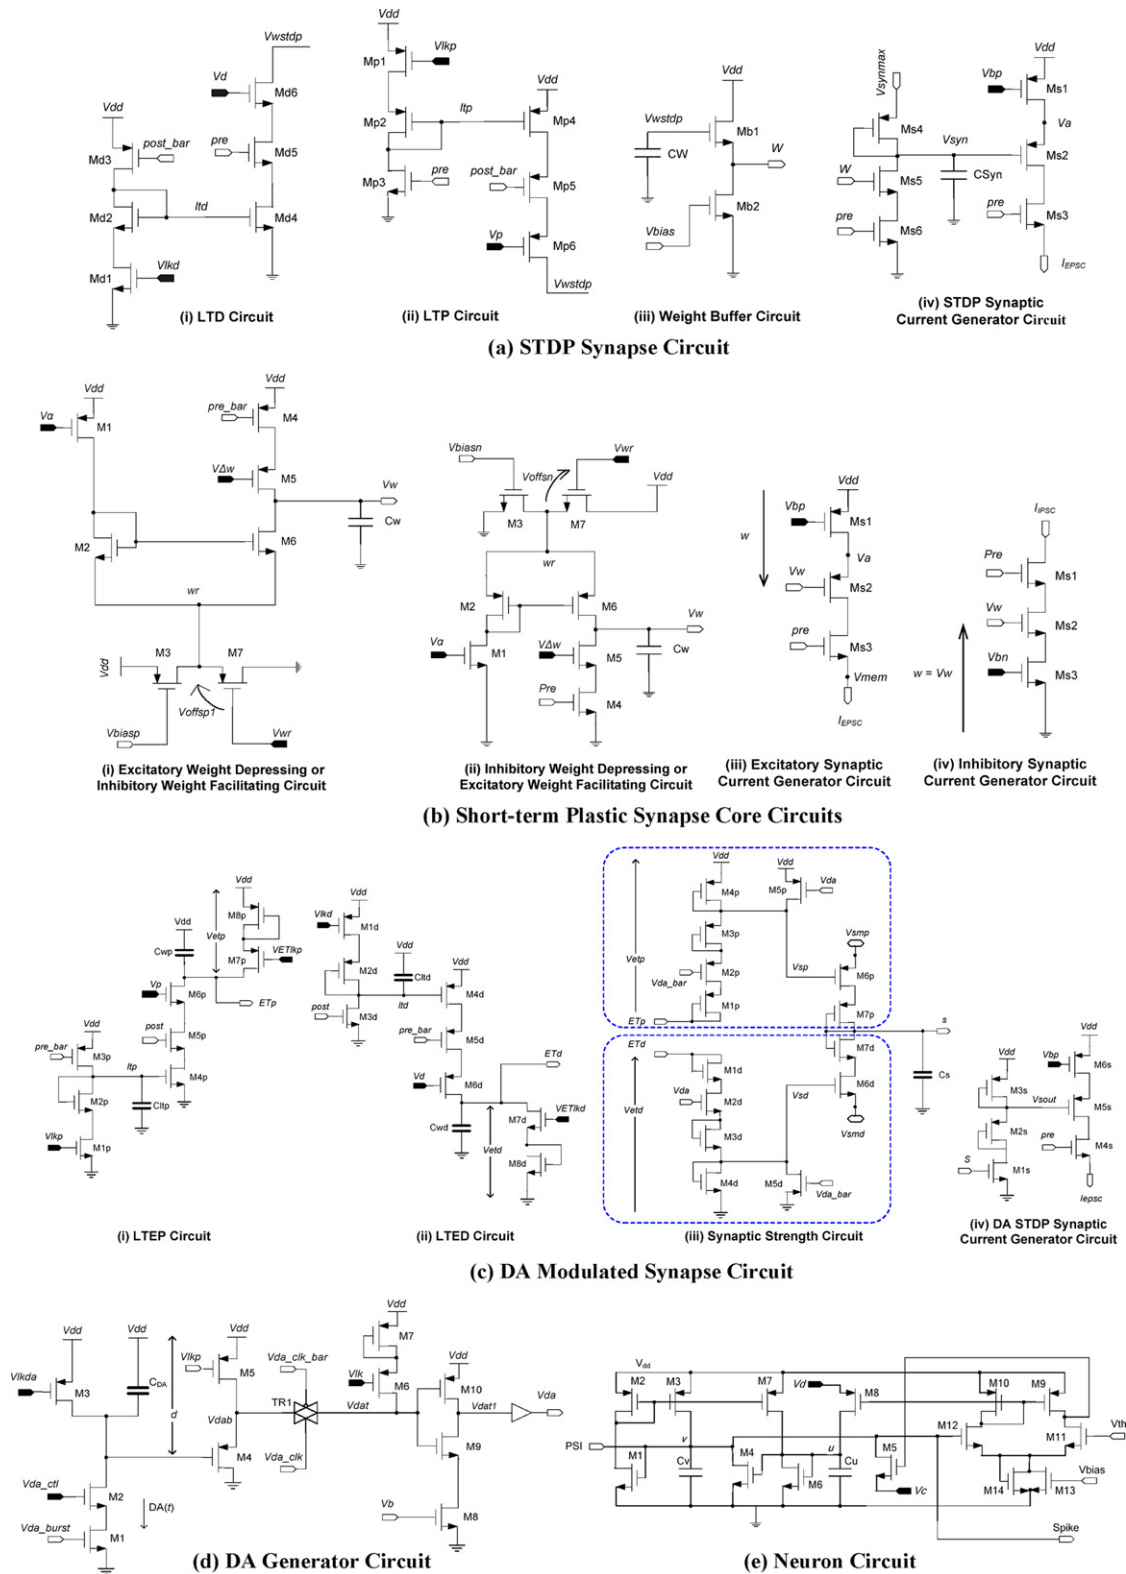 Vdd
Vwstdp
Vd
Md6
Vdd
post_bar
pre
Md5
Md3
Md2
ltd
Md4
Md1
Vlkd
(i) LTD Circuit
Vdd
Mp1
Vlkp
Vdd
Mp2
ltp
Mp4
Mp3
pre
post_bar
Mp5
Vp
Mp6
Vwstdp
(ii) LTP Circuit
Vdd
Vwstdp
Mb1
CW
W
Mb2
Vbias
(iii) Weight Buffer Circuit
Vsynmax
Vdd
Vbp
Ms1
Ms4
Vsyn
Va
Ms2
W
Ms5
CSyn
pre
Ms6
pre
Ms3
IEPSC
(iv) STDP Synaptic
Current Generator Circuit
(a) STDP Synapse Circuit
Vdd
Vdd
Vα
M1
pre_bar
M4
VΔw
M5
Vw
Cw
M2
M6
wr
Vdd
M3
M7
Voffsp1
Vbiasp
Vwr
(i) Excitatory Weight Depressing or
Inhibitory Weight Facilitating Circuit
Vbiasn
Voffsn
Vwr
Vdd
M3
M7
wr
M2
M6
Vw
Vα
M1
VΔw
M5
Cw
Pre
M4
(ii) Inhibitory Weight Depressing or
Excitatory Weight Facilitating Circuit
w
Vdd
Vbp
Ms1
Va
Vw
Ms2
pre
Ms3
Vmem
IEPSC
(iii) Excitatory Synaptic
Current Generator Circuit
IIPSC
Pre
Ms1
Vw
Ms2
Vbn
Ms3
w = Vw
(iv) Inhibitory Synaptic
Current Generator Circuit
(b) Short-term Plastic Synapse Core Circuits
Vdd
M8p
Vdd
Vetp
Cwp
M7p
VETlkp
Vp
M6p
ETp
post
M5p
Vdd
pre_bar
M3p
ltp
M4p
M2p
Cltp
Vlkp
M1p
(i) LTEP Circuit
Vdd
Vlkd
M1d
Vdd
M2d
Cltd
Vdd
ltd
M4d
post
M3d
pre_bar
M5d
ETd
Vd
M6d
Cwd
Vetd
M7d
VETlkd
M8d
(ii) LTED Circuit
Vdd
Vdd
M4p
M5p
Vda
Vetp
M3p
Vsmp
M2p
Vda_bar
Vsp
M6p
M1p
ETp
M7p
s
ETd
M7d
M1d
Vda
M2d
M6d
Cs
Vetd
M3d
Vsd
Vsmd
M4d
M5d
Vda_bar
(iii) Synaptic Strength Circuit
Vdd
Vbp
M6s
Vdd
M3s
Vsout
M5s
M2s
pre
M4s
S
M1s
Iepsc
(iv) DA STDP Synaptic
Current Generator Circuit
(c) DA Modulated Synapse Circuit
Vdd
Vdd
Vlkda
M3
CDA
d
Vdd
Vlkp
M5
Vdab
M4
Vda_ctl
M2
DA(t)
Vda_burst
M1
Vda_clk_bar
TR1
Vda_clk
Vdd
M7
Vlk
M6
Vdat
Vdd
M10
Vdat1
Vda
M9
Vb
M8
(d) DA Generator Circuit
Vdd
M2
M3
M7
Vd
M8
M10
M9
M12
Vth
PSI
v
u
M11
M1
Cv
M4
M6
Cu
M5
Vc
Vbias
M14
M13
Spike
(e) Neuron Circuit